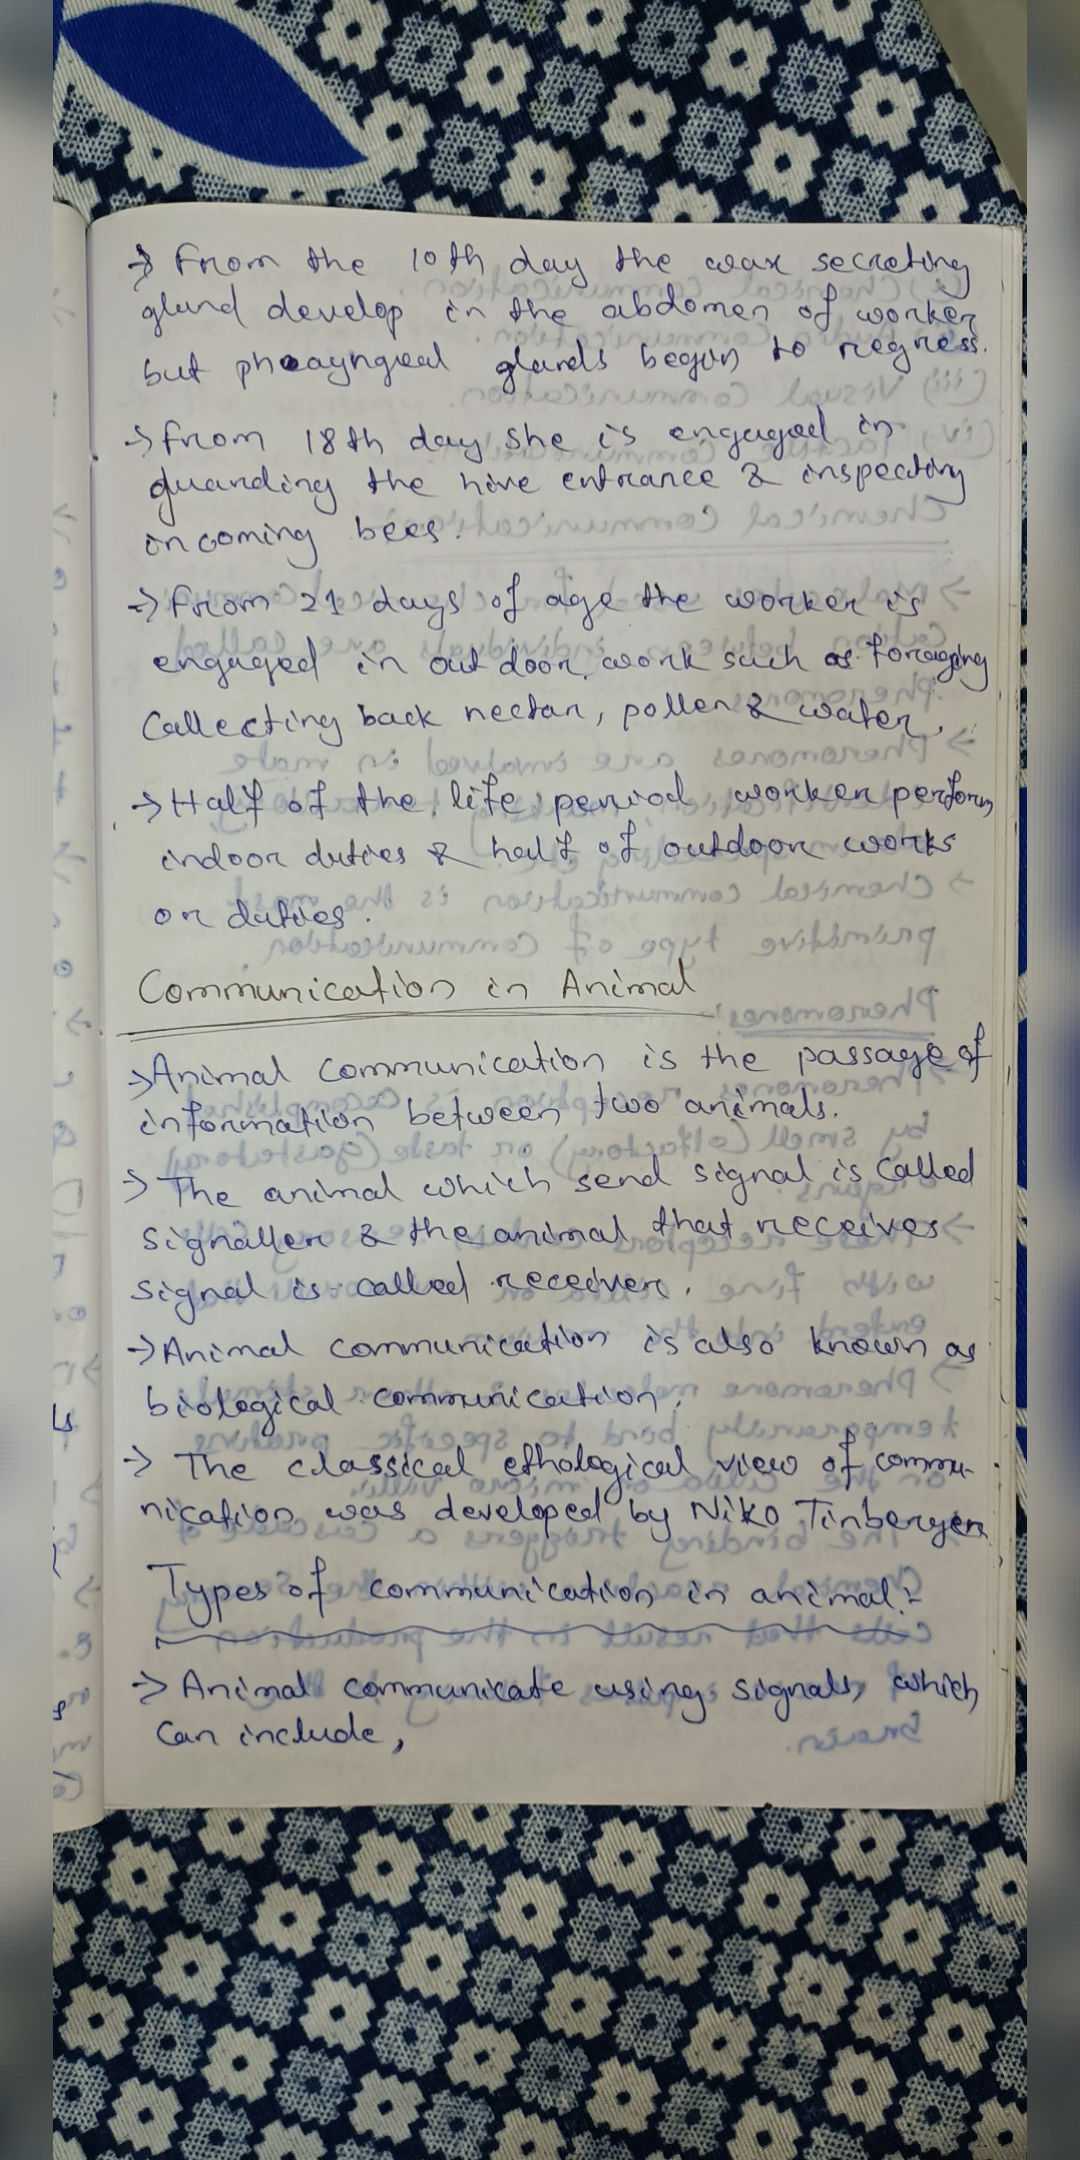 → From the 10th day the wax secreting
gland develop in the abdomen of worker
but pharayngeal glands begun to regress.
→ from 18th day she is engaged in
guarding the hive entrance & inspecting
incoming bees.
→ from 21 days of age the worker is
engaged in out door work such as foraging
Collecting back nectar, pollen & water.
→ Half of the life period worker perform
indoor duties & half of outdoor works
or duties.
Communication in Animal
→ Animal communication is the passage of
information between two animals.
→ The animal which send signal is called
signaller & the animal that receives
signal is called receiver.
→ Animal communication is also known as
biological communication.
→ The classical ethological view of commu-
nication was developed by Niko Tinbergen
Types of communication in animal:-
→ Animal communicate using signals, which
can include,